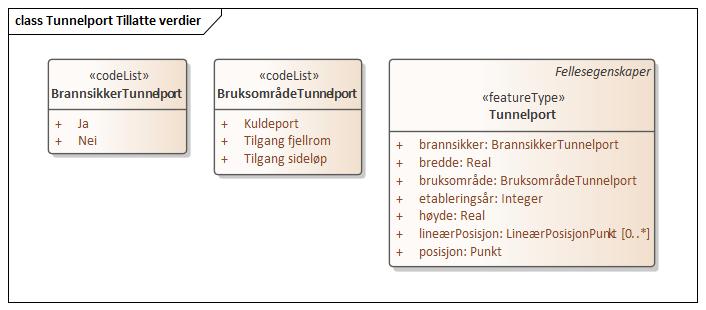 class Tunnelport Tillatte verdier
«codeList»
BrannsikkerTunnelport
+ Ja
+ Nei
«codeList»
BruksområdeTunnelport
+ Kuldeport
+ Tilgang fjellrom
+ Tilgang sideløp
Fellesegenskaper
«featureType»
Tunnelport
+ brannsikker: BrannsikkerTunnelport
+ bredde: Real
+ bruksområde: BruksområdeTunnelport
+ etableringsår: Integer
+ høyde: Real
+ lineærPosisjon: LineærPosisjonPunkt [0..*]
+ posisjon: Punkt